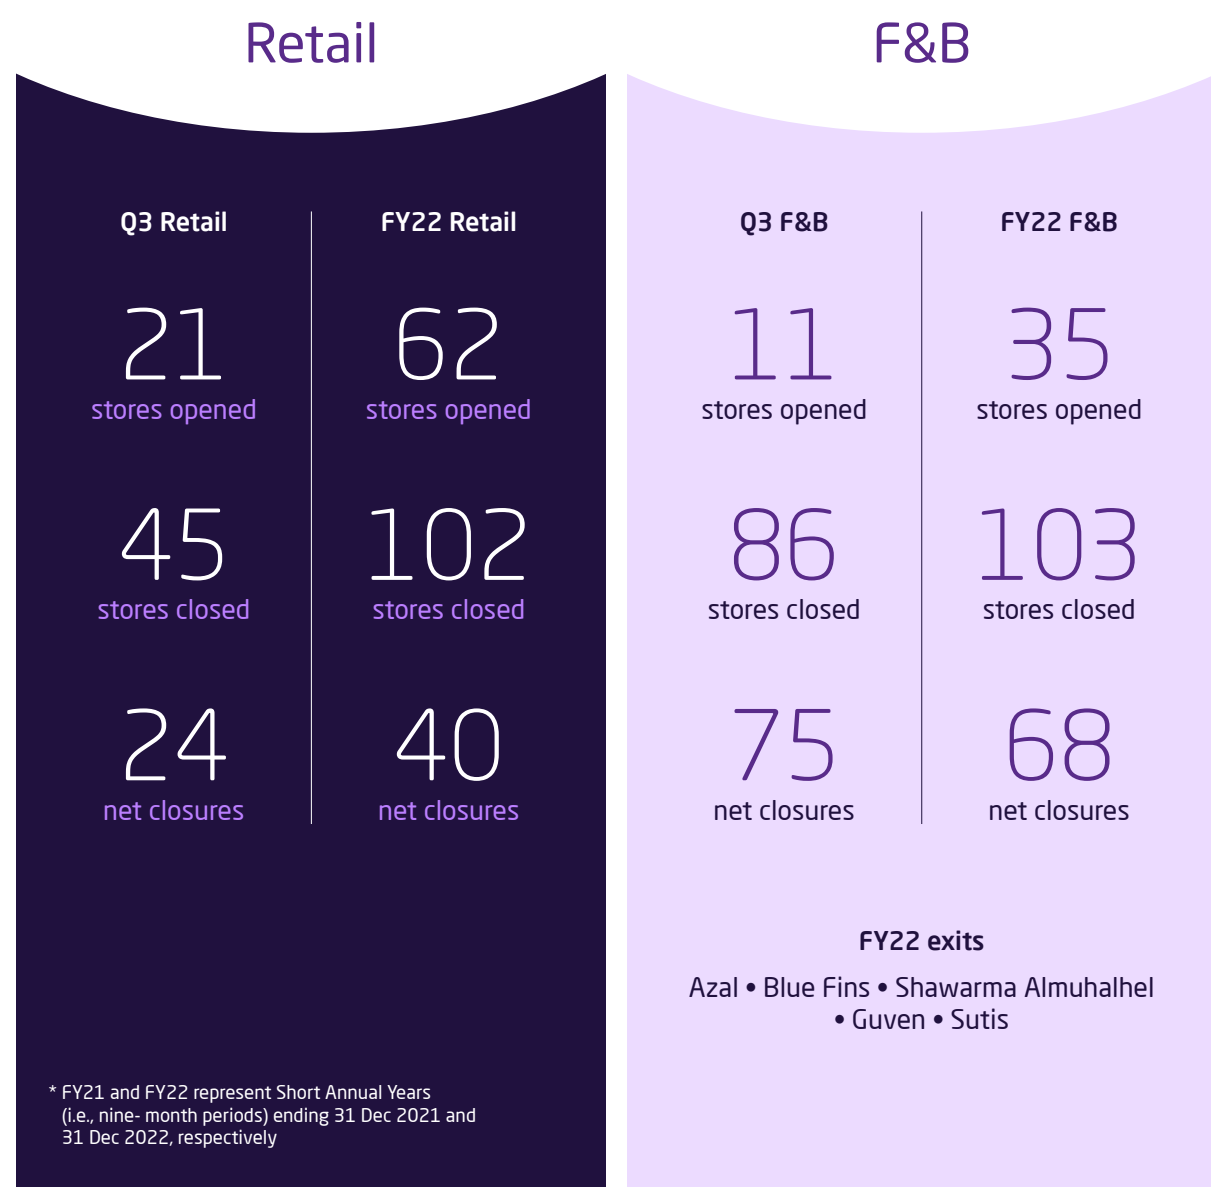 Retail
Q3 Retail
21
stores opened
45
stores closed
24
net closures
FY22 Retail
62
stores opened
102
stores closed
40
net closures
* FY21 and FY22 represent Short Annual Years
(i.e., nine- month periods) ending 31 Dec 2021 and
31 Dec 2022, respectively
F&B
Q3 F&B
11
stores opened
86
stores closed
75
net closures
FY22 F&B
35
stores opened
103
stores closed
68
net closures
FY22 exits
Azal • Blue Fins • Shawarma Almuhalhel
• Guven • Sutis